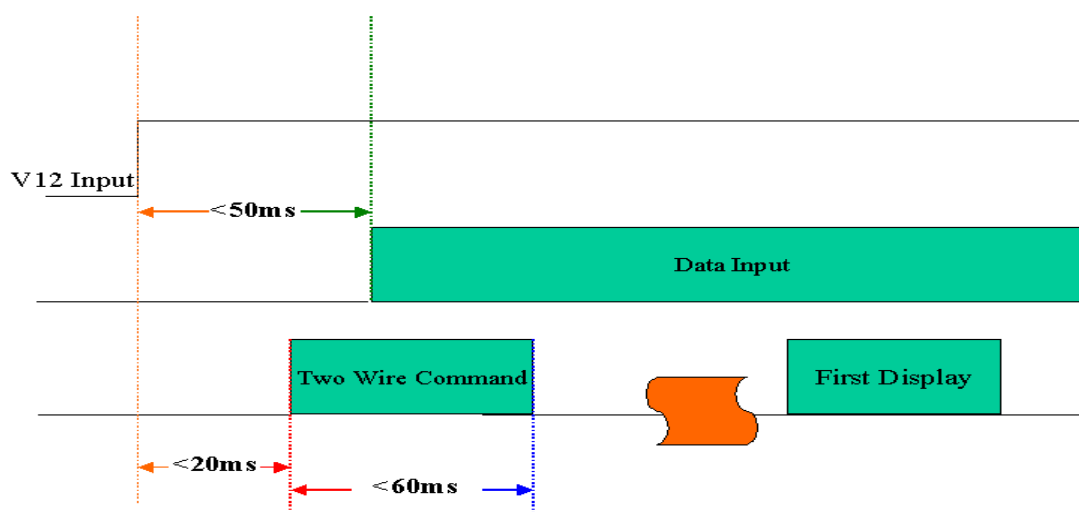 V12 Input
<50ms
Data Input
Two Wire Command
First Display
<20ms
<60ms